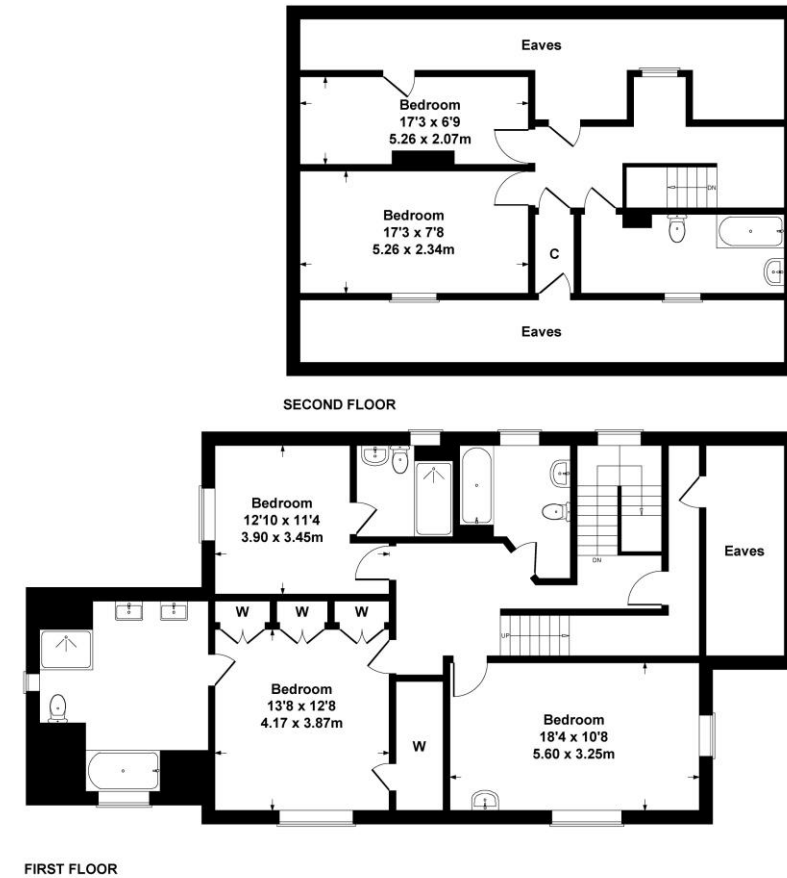 Eaves
Bedroom
17'3 x 6'9
5.26 x 2.07m
DN
Bedroom
17'3 x 7'8
5.26 x 2.34m
C
Eaves
SECOND FLOOR
Bedroom
12'10 x 11'4
3.90 x 3.45m
Eaves
DN
W
W
W
UP
Bedroom
13'8 x 12'8
4.17 x 3.87m
W
Bedroom
18'4 x 10'8
5.60 x 3.25m
FIRST FLOOR